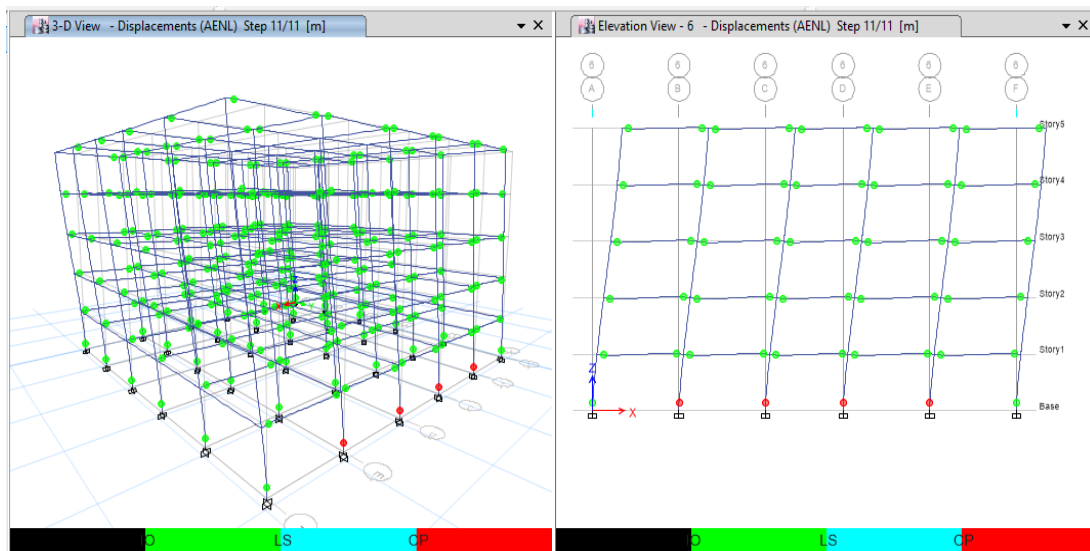 3-D View - Displacements (AENL) Step 11/11 [m]
Elevation View - 6 - Displacements (AENL) Step 11/11 [m]
6 6 6 6 6 6
A B C D E F
Story5
Story4
Story3
Story2
Story1
Base
Z
X
Z
E
IO LS CP
IO LS CP